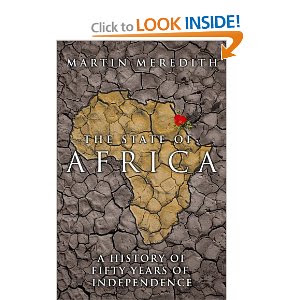 Click to LOOK INSIDE!
MARTIN MEREDITH
THE STATE OF
AFRICA
A HISTORY OF
FIFTY YEARS OF
INDEPENDENCE